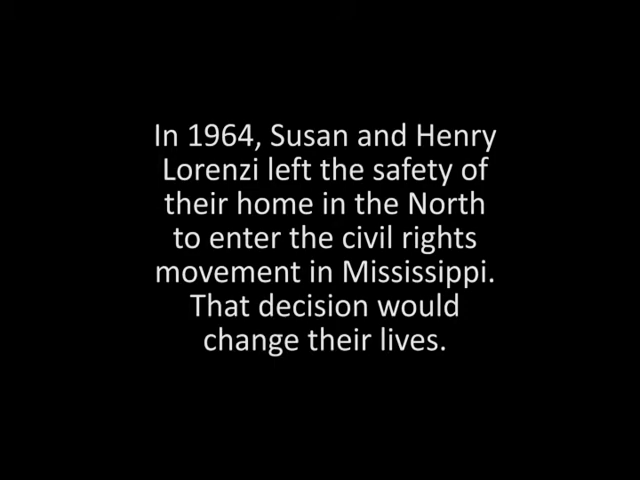 In 1964, Susan and Henry
Lorenzi left the safety of
their home in the North
to enter the civil rights
movement in Mississippi.
That decision would
change their lives.